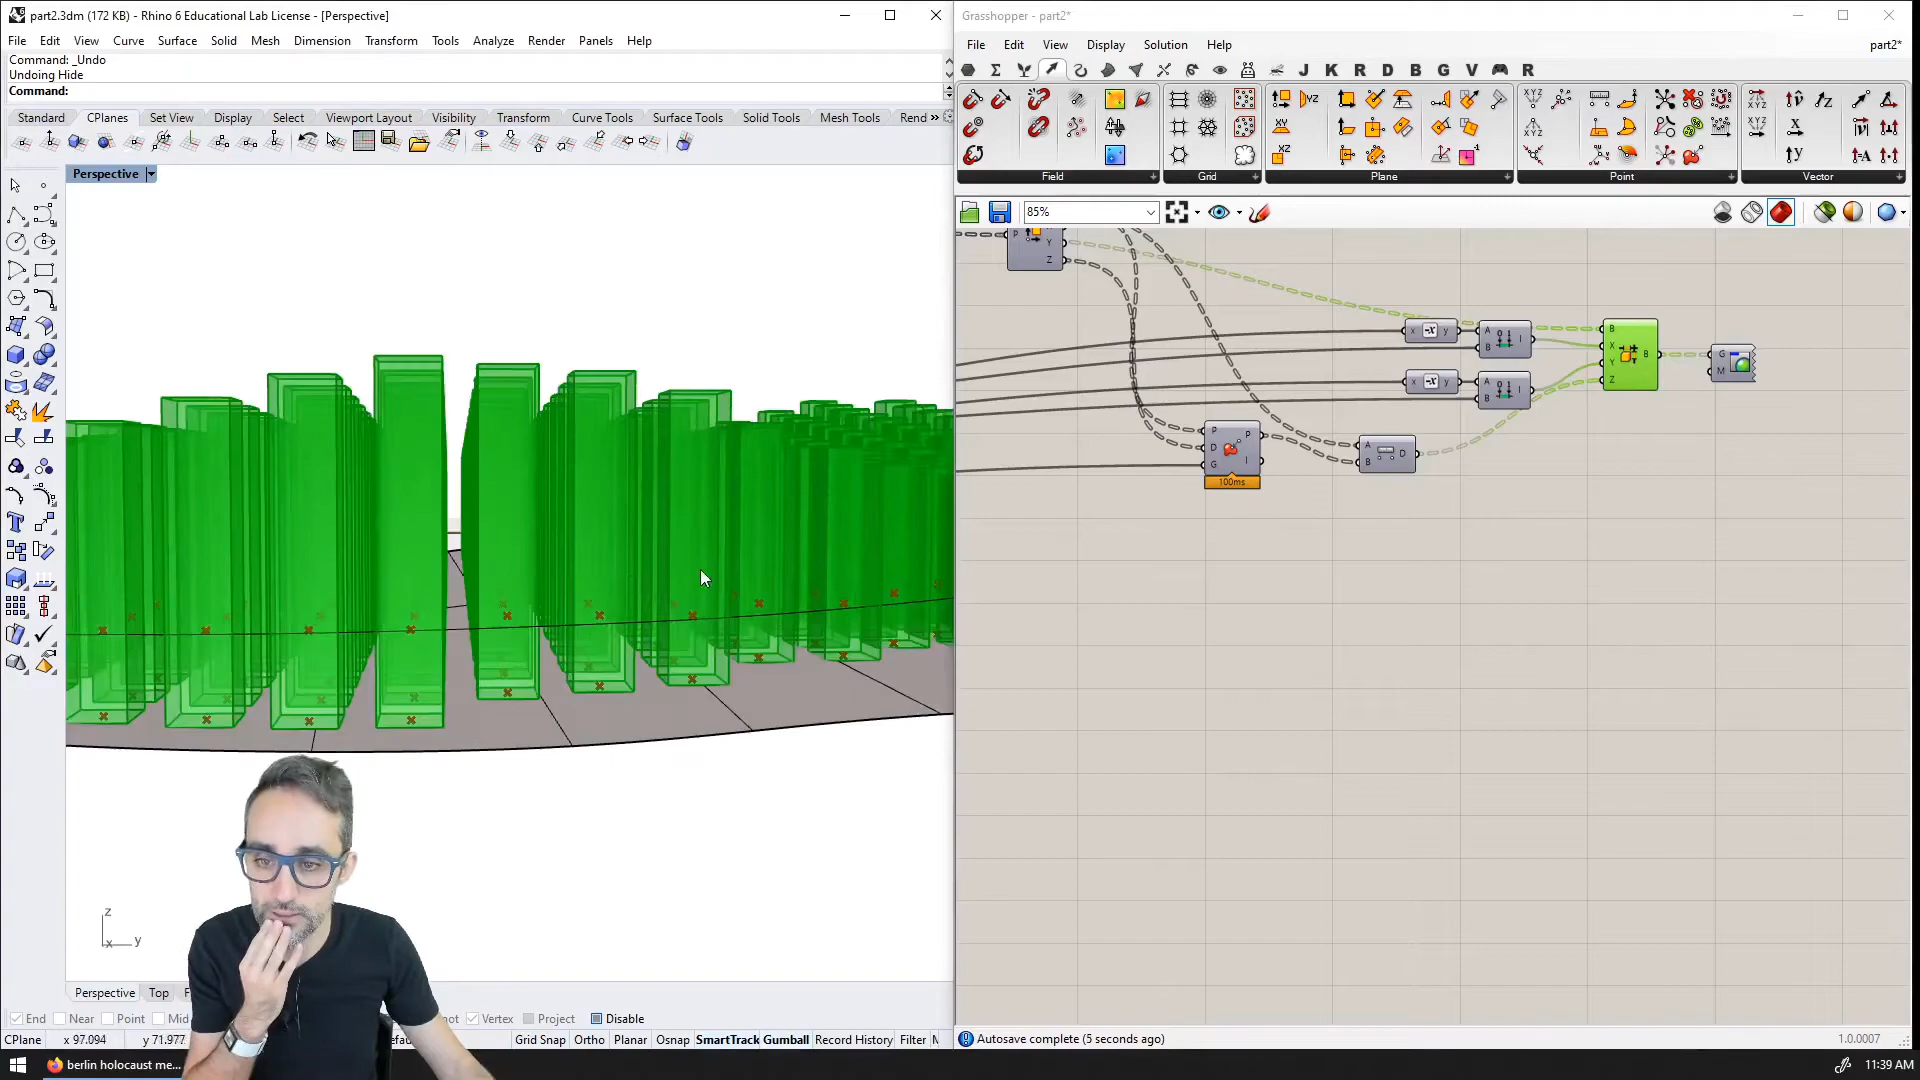 part2.3dm (172 KB) - Rhino 6 Educational Lab License - [Perspective]
File Edit View Curve Surface Solid Mesh Dimension Transform Tools Analyze Render Panels Help
Command: _Undo
Undoing Hide
Command:
Standard CPlanes Set View Display Select Viewport Layout Visibility Transform Curve Tools Surface Tools Solid Tools Mesh Tools Rend »
Perspective
z
x y
Perspective Top F
End Near Point Mid Vertex Project Disable
CPlane x 97.094 y 71.977 Grid Snap Ortho Planar Osnap SmartTrack Gumball Record History Filter M
berlin holocaust me...
Grasshopper - part2*
File Edit View Display Solution Help part2*
J K R D B G V R
Field Grid Plane Point Vector
85%
P Y Z
x -x y A B I
x -x y A B I
B X Y Z B
G M
P D G P I
100ms
A B D
Autosave complete (5 seconds ago) 1.0.0007
11:39 AM